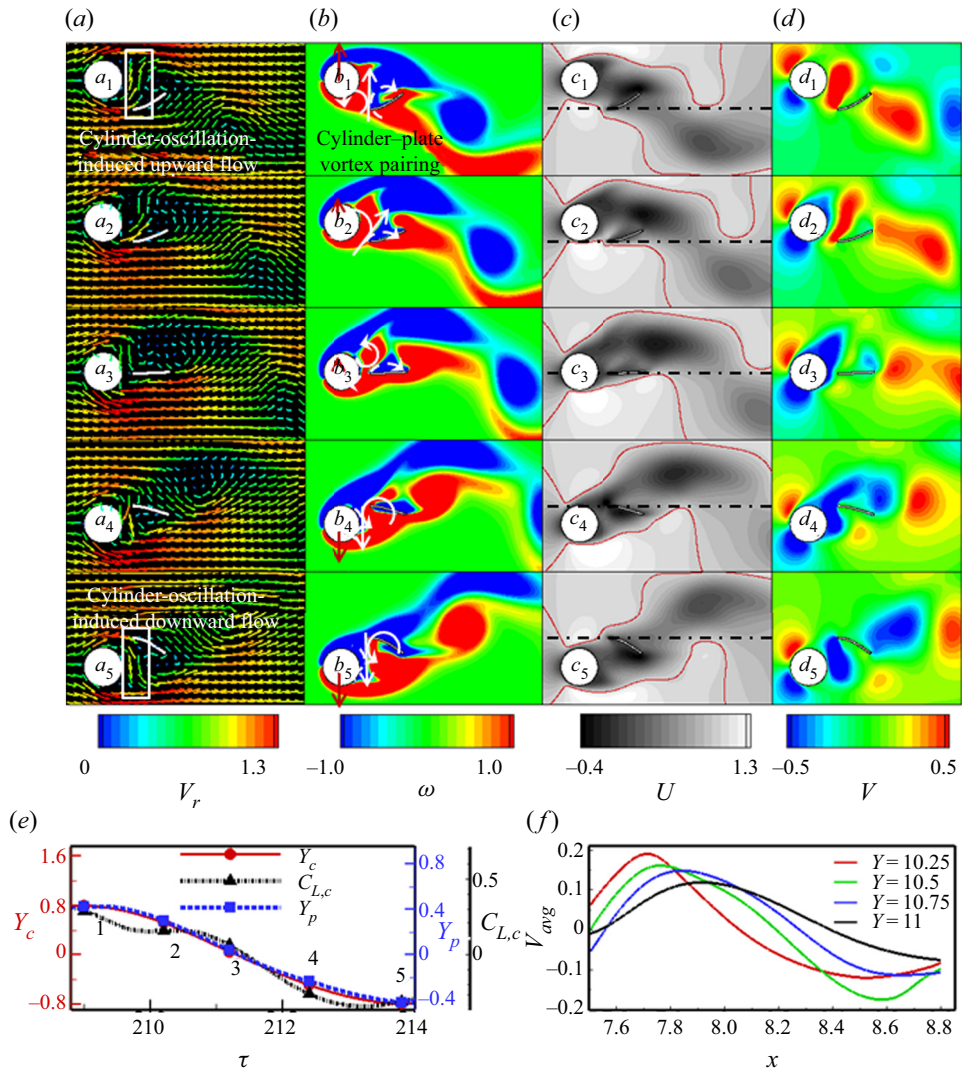 (a) (b) (c) (d)
a1 b1 c1 d1
Cylinder-oscillation-
induced upward flow
Cylinder–plate
vortex pairing
a2 b2 c2 d2
a3 b3 c3 d3
a4 b4 c4 d4
Cylinder-oscillation-
induced downward flow
a5 b5 c5 d5
0 1.3 –1.0 1.0 –0.4 1.3 –0.5 0.5
Vr ω U V
(e) (f)
1.6
0.8
0
–0.8
Yc
Yc
CL,c
Yp
1 2 3 4 5
0.8
0.4
0
–0.4
Yp
0.5
0
CL,c
210 212 214
τ
0.2
0.1
0
–0.1
–0.2
Vavg
Y = 10.25
Y = 10.5
Y = 10.75
Y = 11
7.6 7.8 8.0 8.2 8.4 8.6 8.8
x